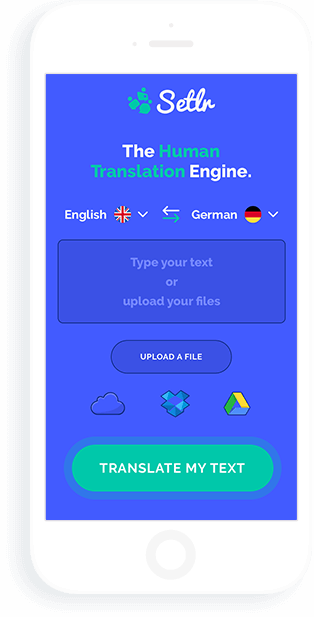 Setlr
The Human
Translation Engine.
English German
Type your text
or
upload your files
UPLOAD A FILE
TRANSLATE MY TEXT